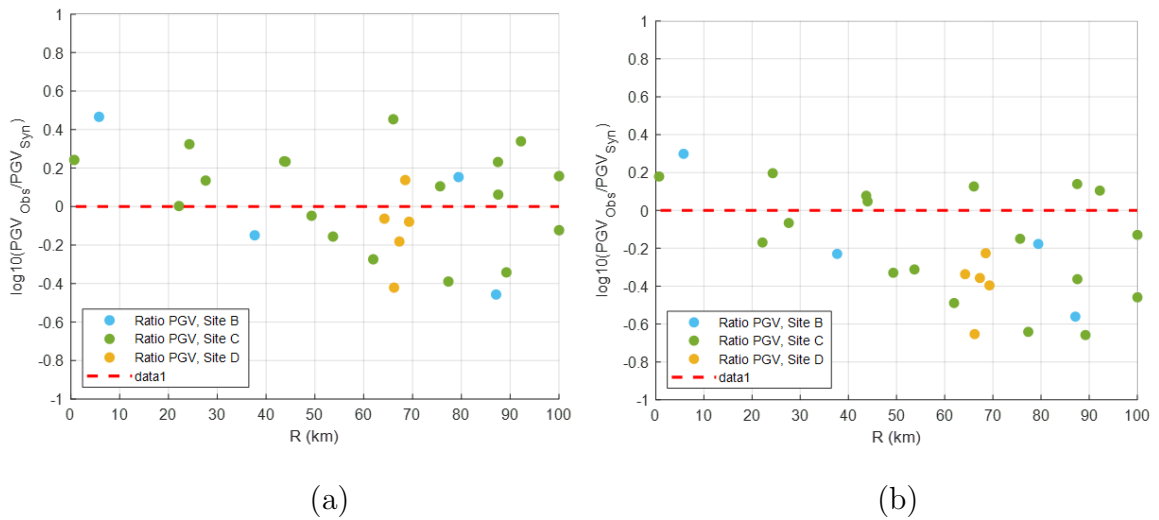 1
0.8
0.6
0.4
0.2
0
-0.2
-0.4
-0.6
-0.8
-1
log10(PGV_Obs/PGV_Syn)
Ratio PGV, Site B
Ratio PGV, Site C
Ratio PGV, Site D
data1
0 10 20 30 40 50 60 70 80 90 100
R (km)
(a)
1
0.8
0.6
0.4
0.2
0
-0.2
-0.4
-0.6
-0.8
-1
log10(PGV_Obs/PGV_Syn)
Ratio PGV, Site B
Ratio PGV, Site C
Ratio PGV, Site D
data1
0 10 20 30 40 50 60 70 80 90 100
R (km)
(b)